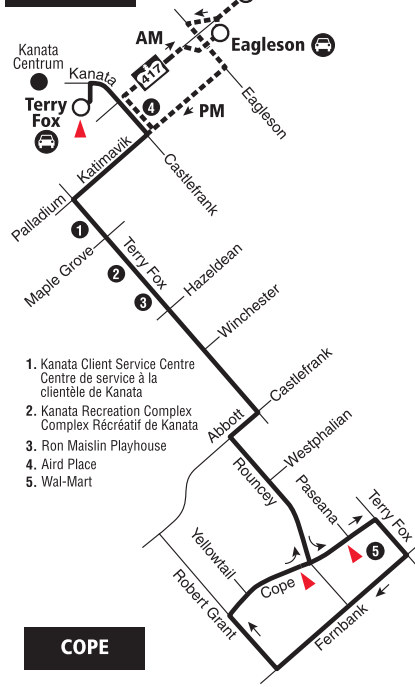 AM
Eagleson
Kanata
Centrum
Kanata
417
Terry
Fox
4
PM
Eagleson
Katimavik
Castlefrank
Palladium
1
Maple Grove
Terry Fox
2
3
Hazeldean
Winchester
1. Kanata Client Service Centre
Centre de service à la
clientèle de Kanata
2. Kanata Recreation Complex
Complex Récréatif de Kanata
3. Ron Maislin Playhouse
4. Aird Place
5. Wal-Mart
Castlefrank
Abbott
Westphalian
Rouncey
Paseana
Terry Fox
5
Yellowtail
Cope
Robert Grant
Fernbank
COPE